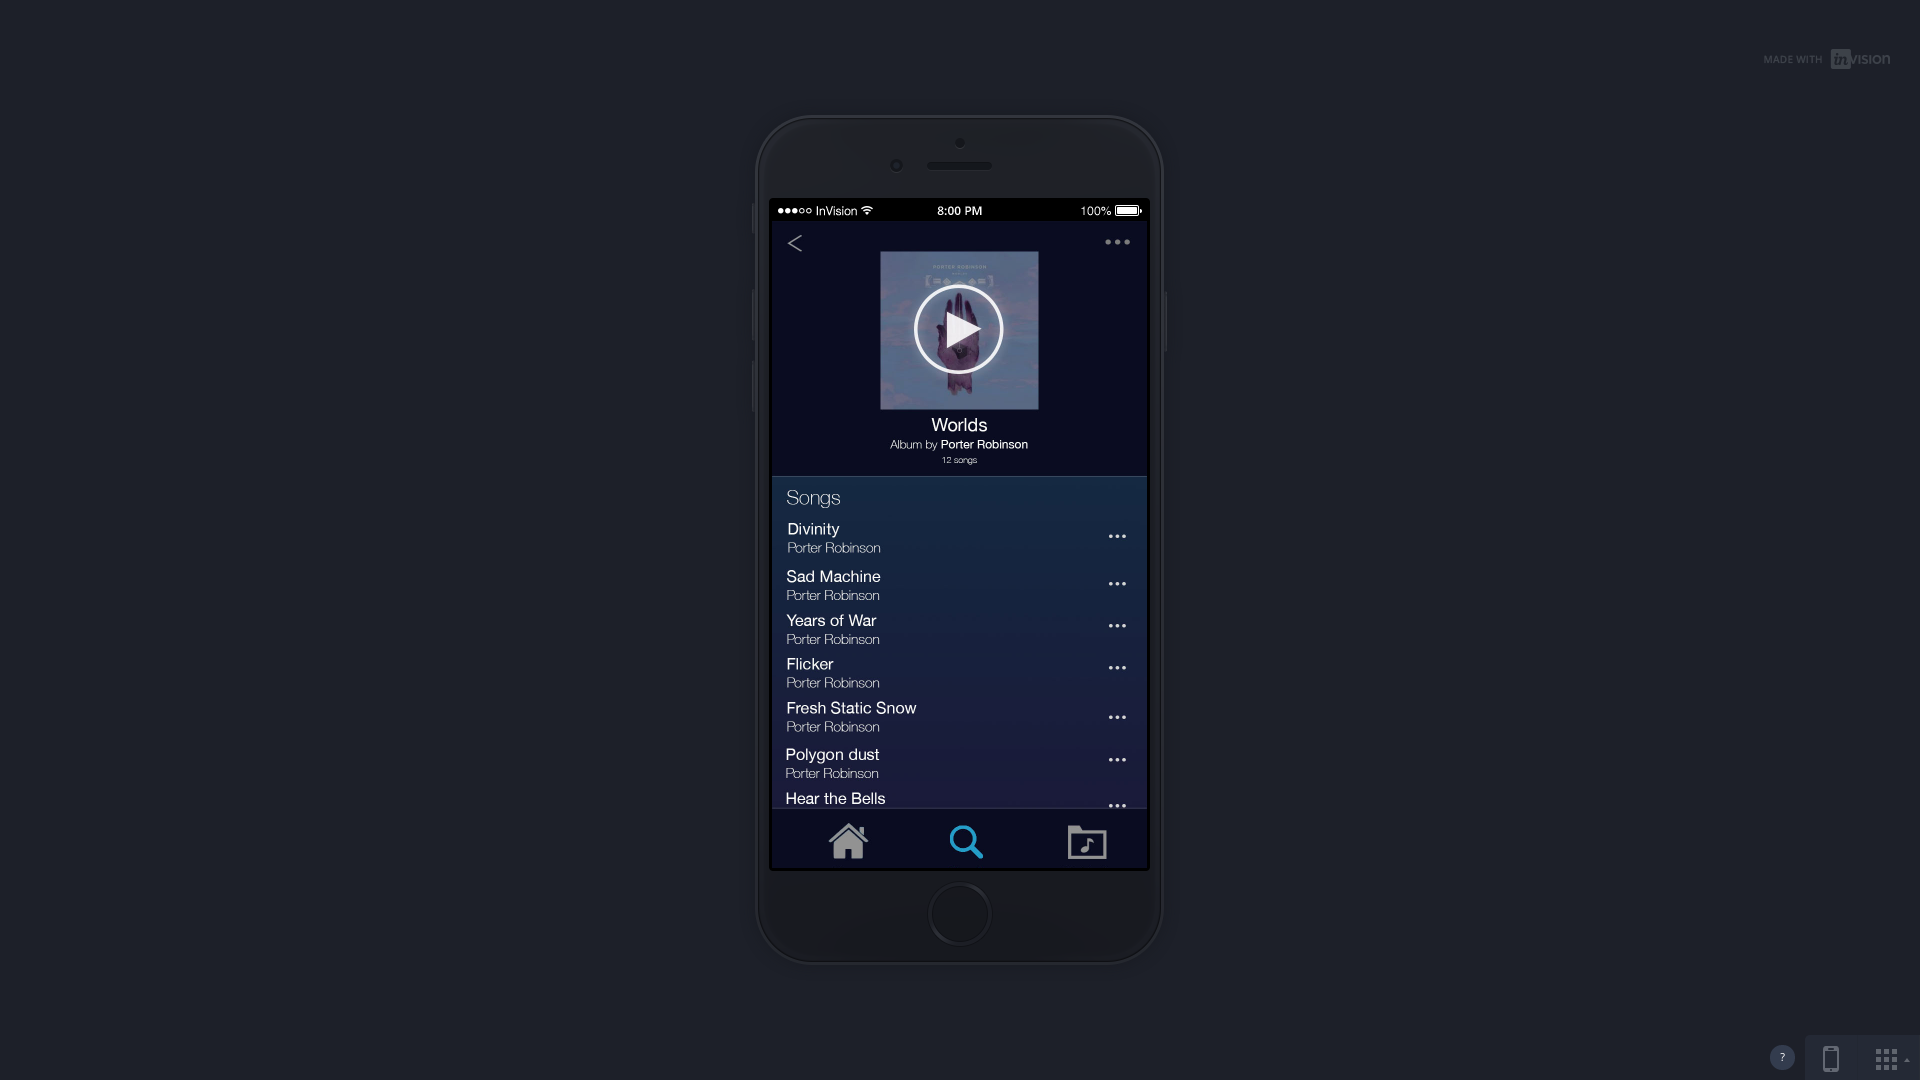 MADE WITH invision
InVision 8:00 PM 100%
PORTER ROBINSON
Worlds
Album by Porter Robinson
12 songs
Songs
Divinity
Porter Robinson
Sad Machine
Porter Robinson
Years of War
Porter Robinson
Flicker
Porter Robinson
Fresh Static Snow
Porter Robinson
Polygon dust
Porter Robinson
Hear the Bells
?